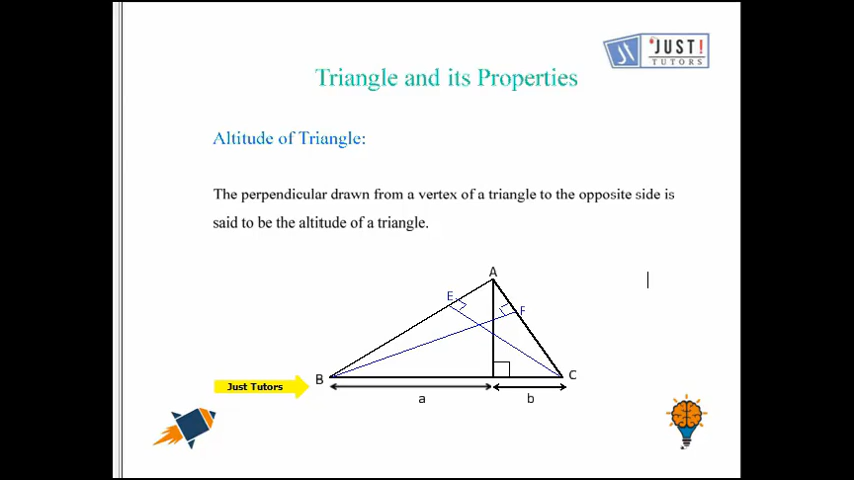 JUST!
TUTORS
Triangle and its Properties
Altitude of Triangle:
The perpendicular drawn from a vertex of a triangle to the opposite side is
said to be the altitude of a triangle.
A
E
F
B
C
Just Tutors
a
b